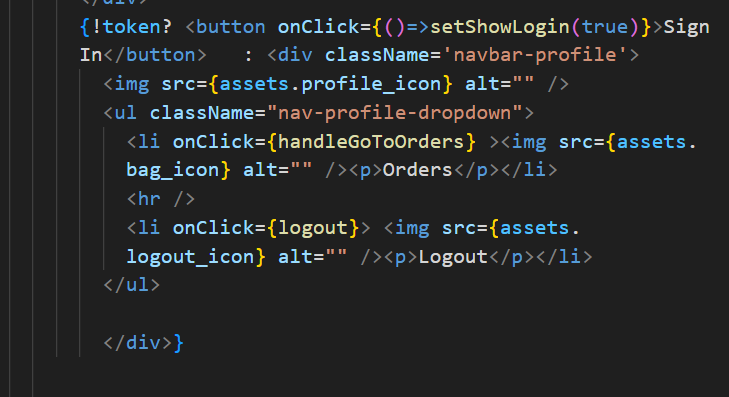 </div>
{!token? <button onClick={()=>setShowLogin(true)}>Sign
In</button>   : <div className='navbar-profile'>
<img src={assets.profile_icon} alt="" />
<ul className="nav-profile-dropdown">
<li onClick={handleGoToOrders} ><img src={assets.
bag_icon} alt="" /><p>Orders</p></li>
<hr />
<li onClick={logout}> <img src={assets.
logout_icon} alt="" /><p>Logout</p></li>
</ul>
</div>}